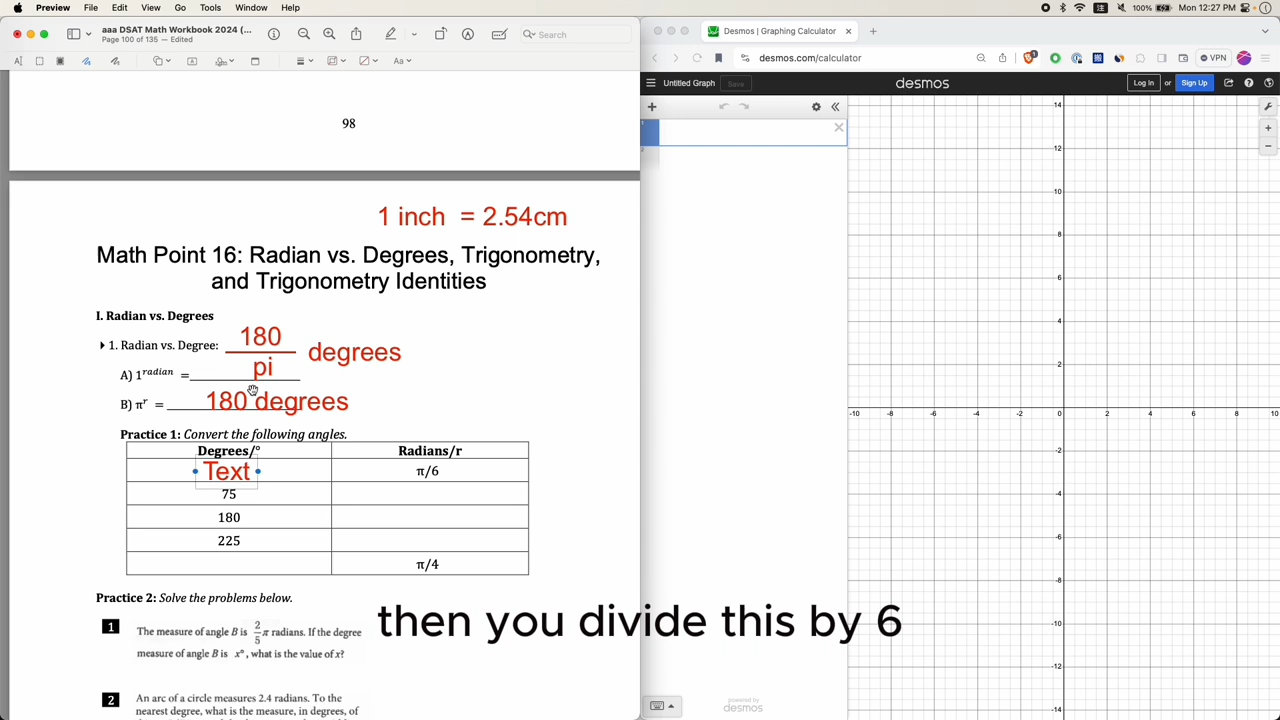 Preview File Edit View Go Tools Window Help
100% Mon 12:27 PM
aaa DSAT Math Workbook 2024 (...
Page 100 of 135 — Edited
Search
98
1 inch = 2.54cm
Math Point 16: Radian vs. Degrees, Trigonometry,
and Trigonometry Identities
I. Radian vs. Degrees
1. Radian vs. Degree:
180
pi
degrees
A) 1ʳᵃᵈⁱᵃⁿ =
B) πʳ =
180 degrees
Practice 1: Convert the following angles.
Degrees/° Radians/r
Text π/6
75
180
225
π/4
Practice 2: Solve the problems below.
1 The measure of angle B is 2/5 π radians. If the degree
measure of angle B is x°, what is the value of x?
2 An arc of a circle measures 2.4 radians. To the
nearest degree, what is the measure, in degrees, of
then you divide this by 6
Desmos | Graphing Calculator
desmos.com/calculator
1
VPN
Untitled Graph
Save
desmos
Log In or Sign Up
14
12
10
8
6
4
2
-10 -8 -6 -4 -2 0 2 4 6 8 10
-2
-4
-6
-8
-10
-12
-14
powered by
desmos